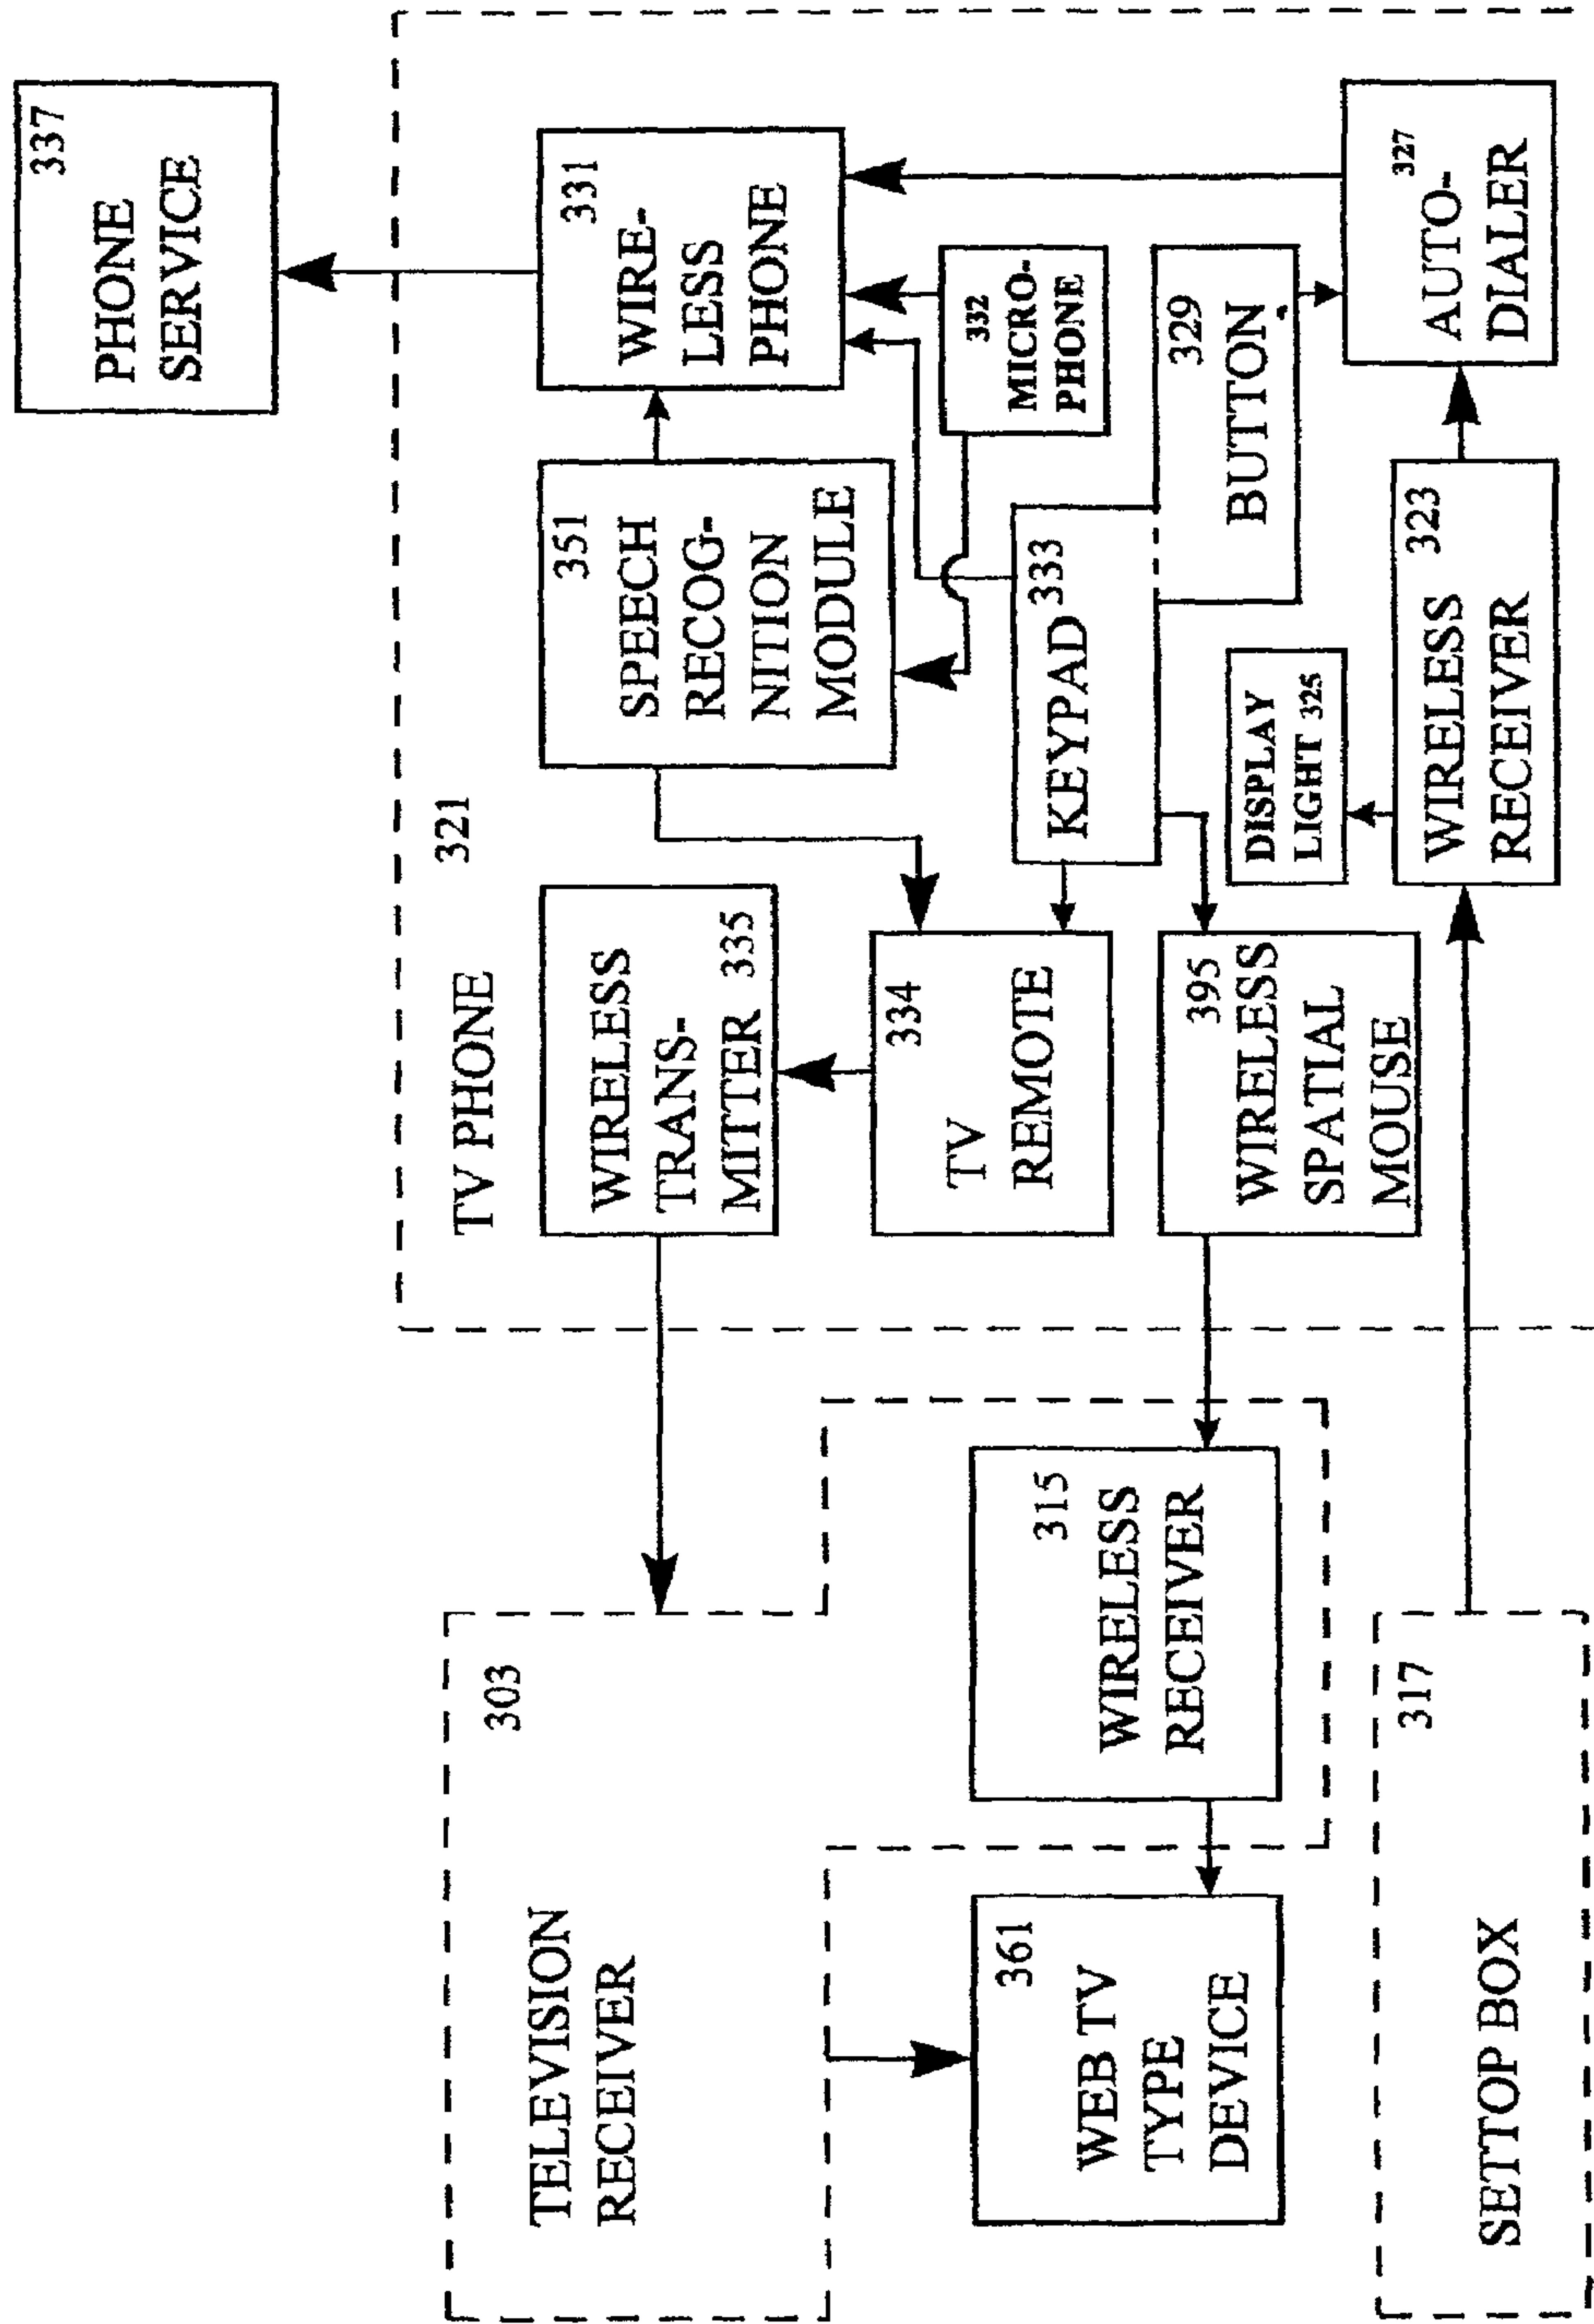 TELEVISION
RECEIVER
303
WEB TV
TYPE
DEVICE
361
WIRELESS
RECEIVER
315
SETTOP BOX
317
TV PHONE 321
WIRELESS
TRANS-
MITTER 335
334
TV
REMOTE
395
WIRELESS
SPATIAL
MOUSE
351
SPEECH
RECOG-
NITION
MODULE
KEYPAD 333
DISPLAY
LIGHT 325
323
WIRELESS
RECEIVER
337
PHONE
SERVICE
331
WIRE-
LESS
PHONE
332
MICRO-
PHONE
329
BUTTON
327
AUTO-
DIALER